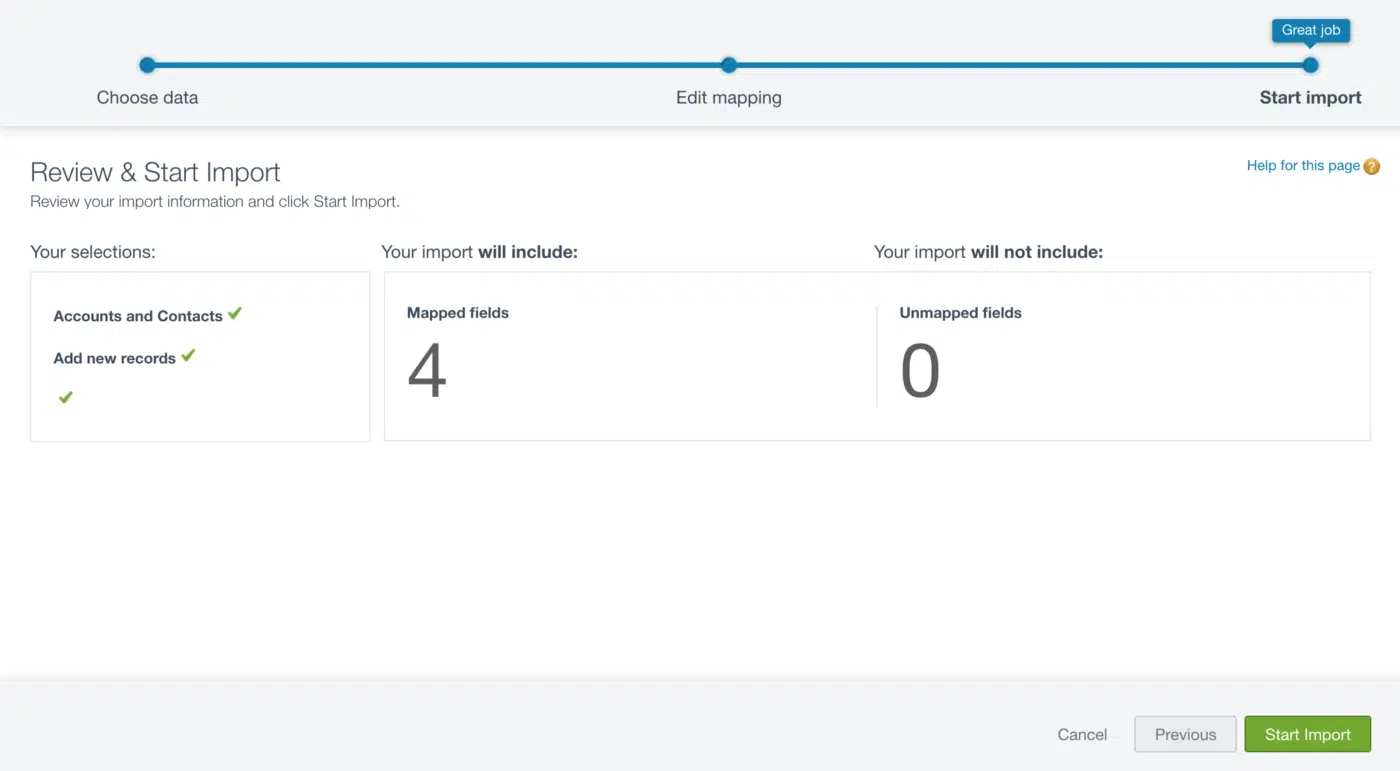 Great job
Choose data
Edit mapping
Start import
Review & Start Import
Help for this page ?
Review your import information and click Start Import.
Your selections:
Your import will include:
Your import will not include:
Accounts and Contacts
Add new records
Mapped fields
4
Unmapped fields
0
Cancel
Previous
Start Import